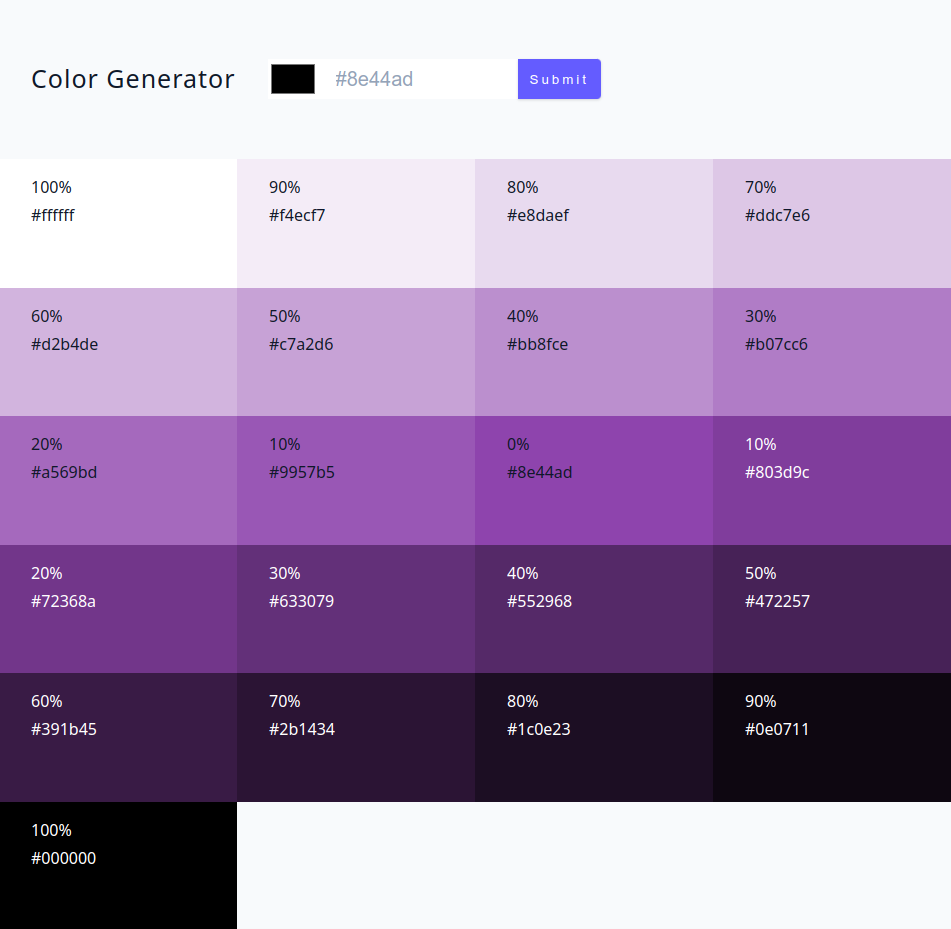 Color Generator
#8e44ad
Submit
100%
#ffffff
90%
#f4ecf7
80%
#e8daef
70%
#ddc7e6
60%
#d2b4de
50%
#c7a2d6
40%
#bb8fce
30%
#b07cc6
20%
#a569bd
10%
#9957b5
0%
#8e44ad
10%
#803d9c
20%
#72368a
30%
#633079
40%
#552968
50%
#472257
60%
#391b45
70%
#2b1434
80%
#1c0e23
90%
#0e0711
100%
#000000